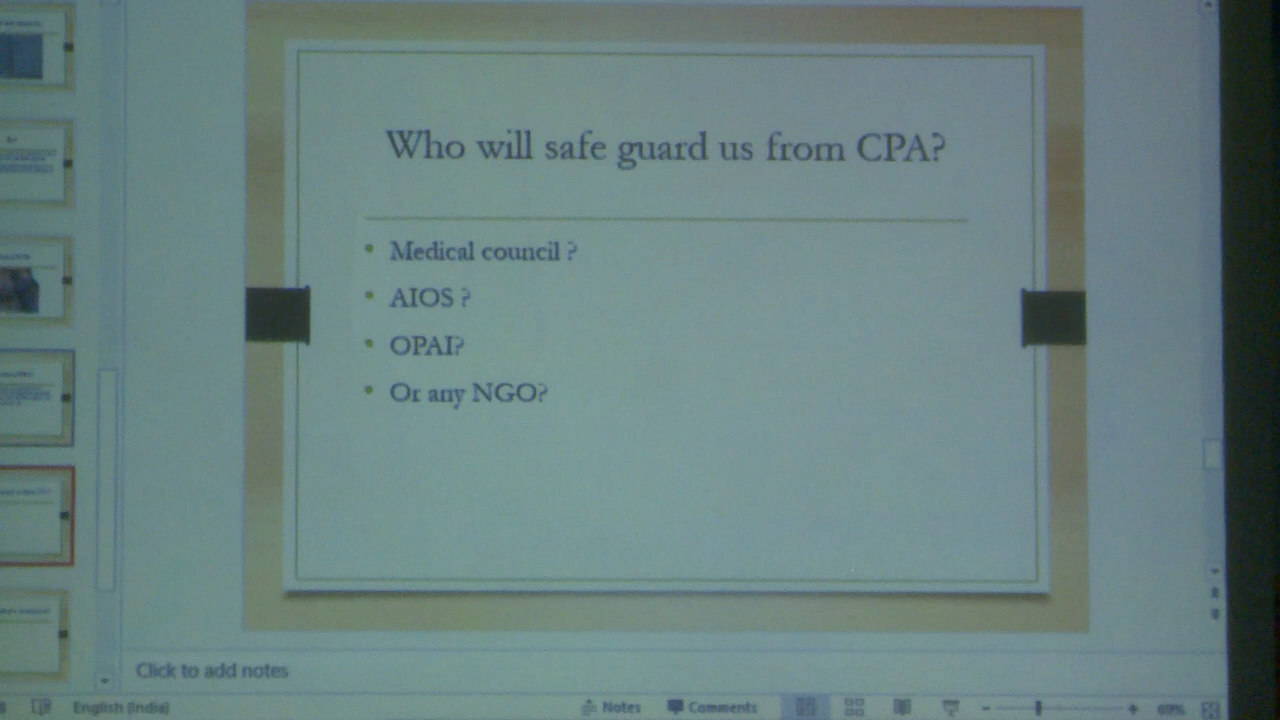 Who will safe guard us from CPA?
• Medical council ?
• AIOS ?
• OPAI?
• Or any NGO?
Click to add notes
English (India)
Notes
Comments
69%